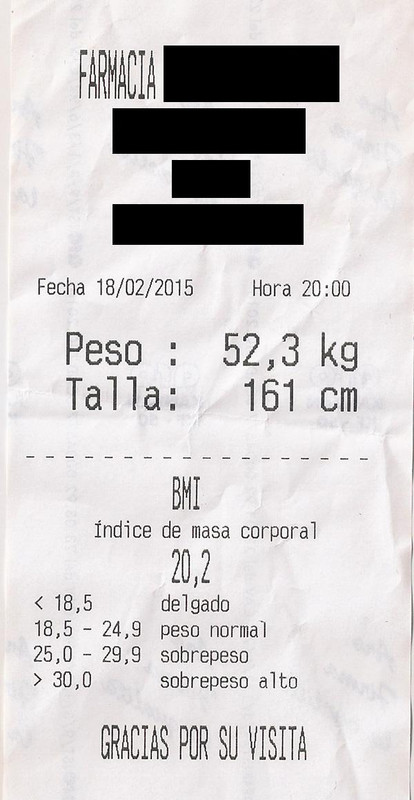 FARMACIA
Fecha 18/02/2015 Hora 20:00
Peso : 52,3 kg
Talla: 161 cm
BMI
Índice de masa corporal
20,2
< 18,5 delgado
18,5 - 24,9 peso normal
25,0 - 29,9 sobrepeso
> 30,0 sobrepeso alto
GRACIAS POR SU VISITA